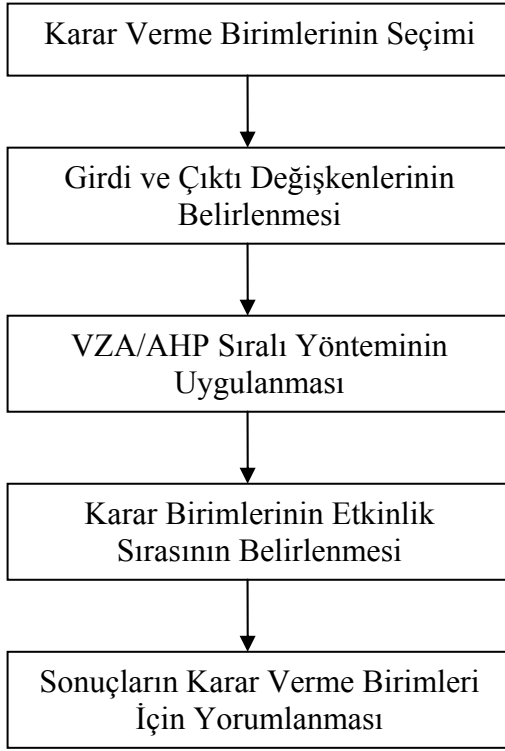 Karar Verme Birimlerinin Seçimi
Girdi ve Çıktı Değişkenlerinin
Belirlenmesi
VZA/AHP Sıralı Yönteminin
Uygulanması
Karar Birimlerinin Etkinlik
Sırasının Belirlenmesi
Sonuçların Karar Verme Birimleri
İçin Yorumlanması